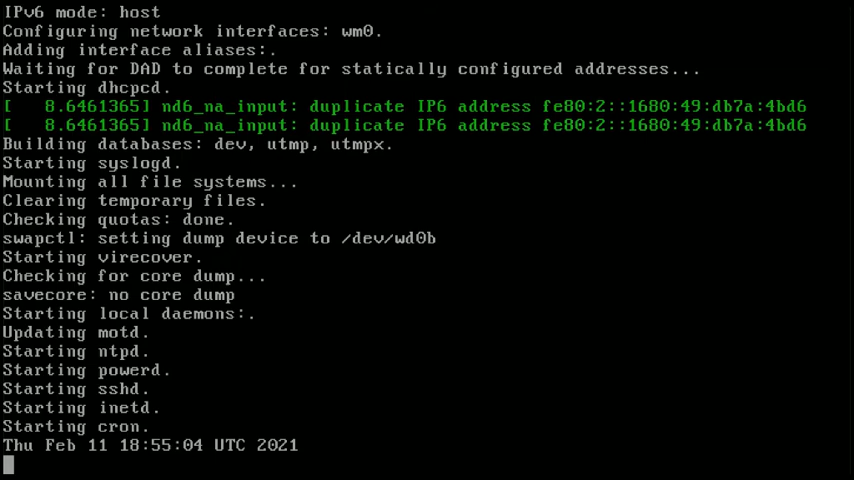 IPv6 mode: host
Configuring network interfaces: wm0.
Adding interface aliases:.
Waiting for DAD to complete for statically configured addresses...
Starting dhcpcd.
[   8.6461365] nd6_na_input: duplicate IP6 address fe80:2::1680:49:db7a:4bd6
[   8.6461365] nd6_na_input: duplicate IP6 address fe80:2::1680:49:db7a:4bd6
Building databases: dev, utmp, utmpx.
Starting syslogd.
Mounting all file systems...
Clearing temporary files.
Checking quotas: done.
swapctl: setting dump device to /dev/wd0b
Starting virecover.
Checking for core dump...
savecore: no core dump
Starting local daemons:.
Updating motd.
Starting ntpd.
Starting powerd.
Starting sshd.
Starting inetd.
Starting cron.
Thu Feb 11 18:55:04 UTC 2021